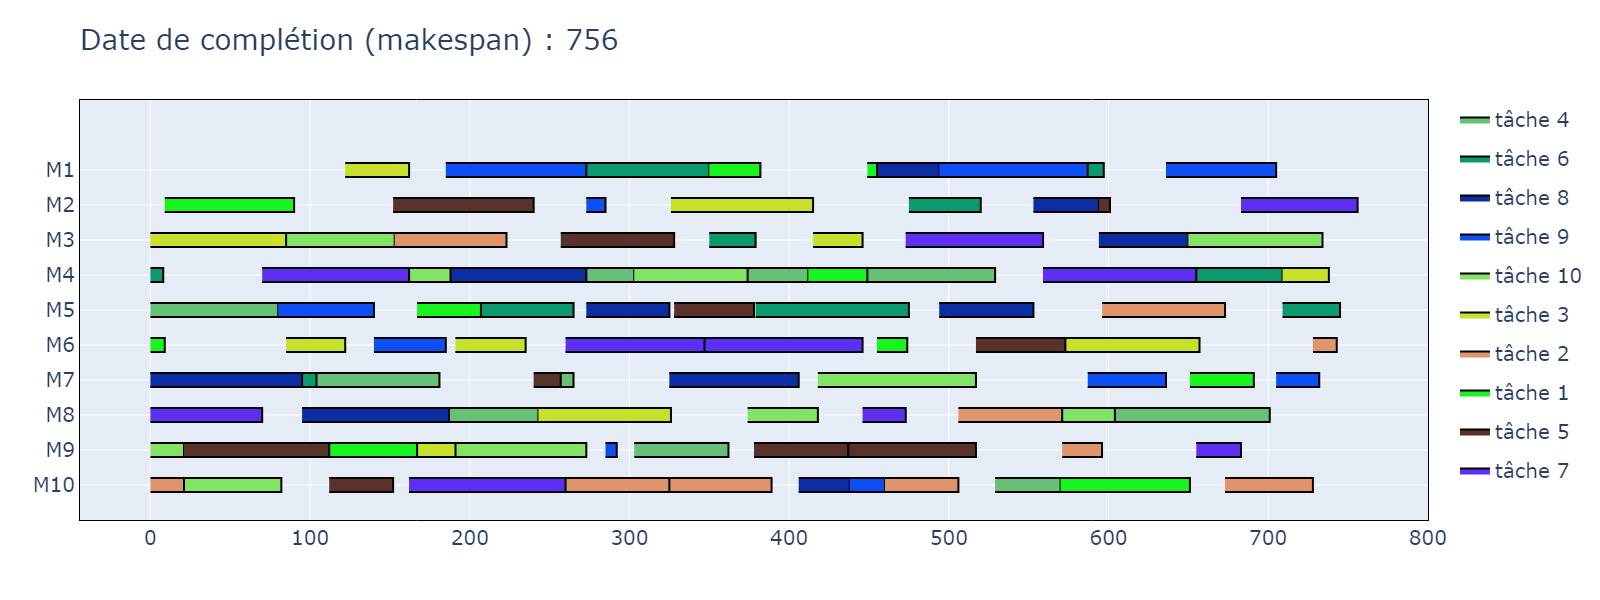 Date de complétion (makespan) : 756
M1
M2
M3
M4
M5
M6
M7
M8
M9
M10
0 100 200 300 400 500 600 700 800
tâche 4
tâche 6
tâche 8
tâche 9
tâche 10
tâche 3
tâche 2
tâche 1
tâche 5
tâche 7